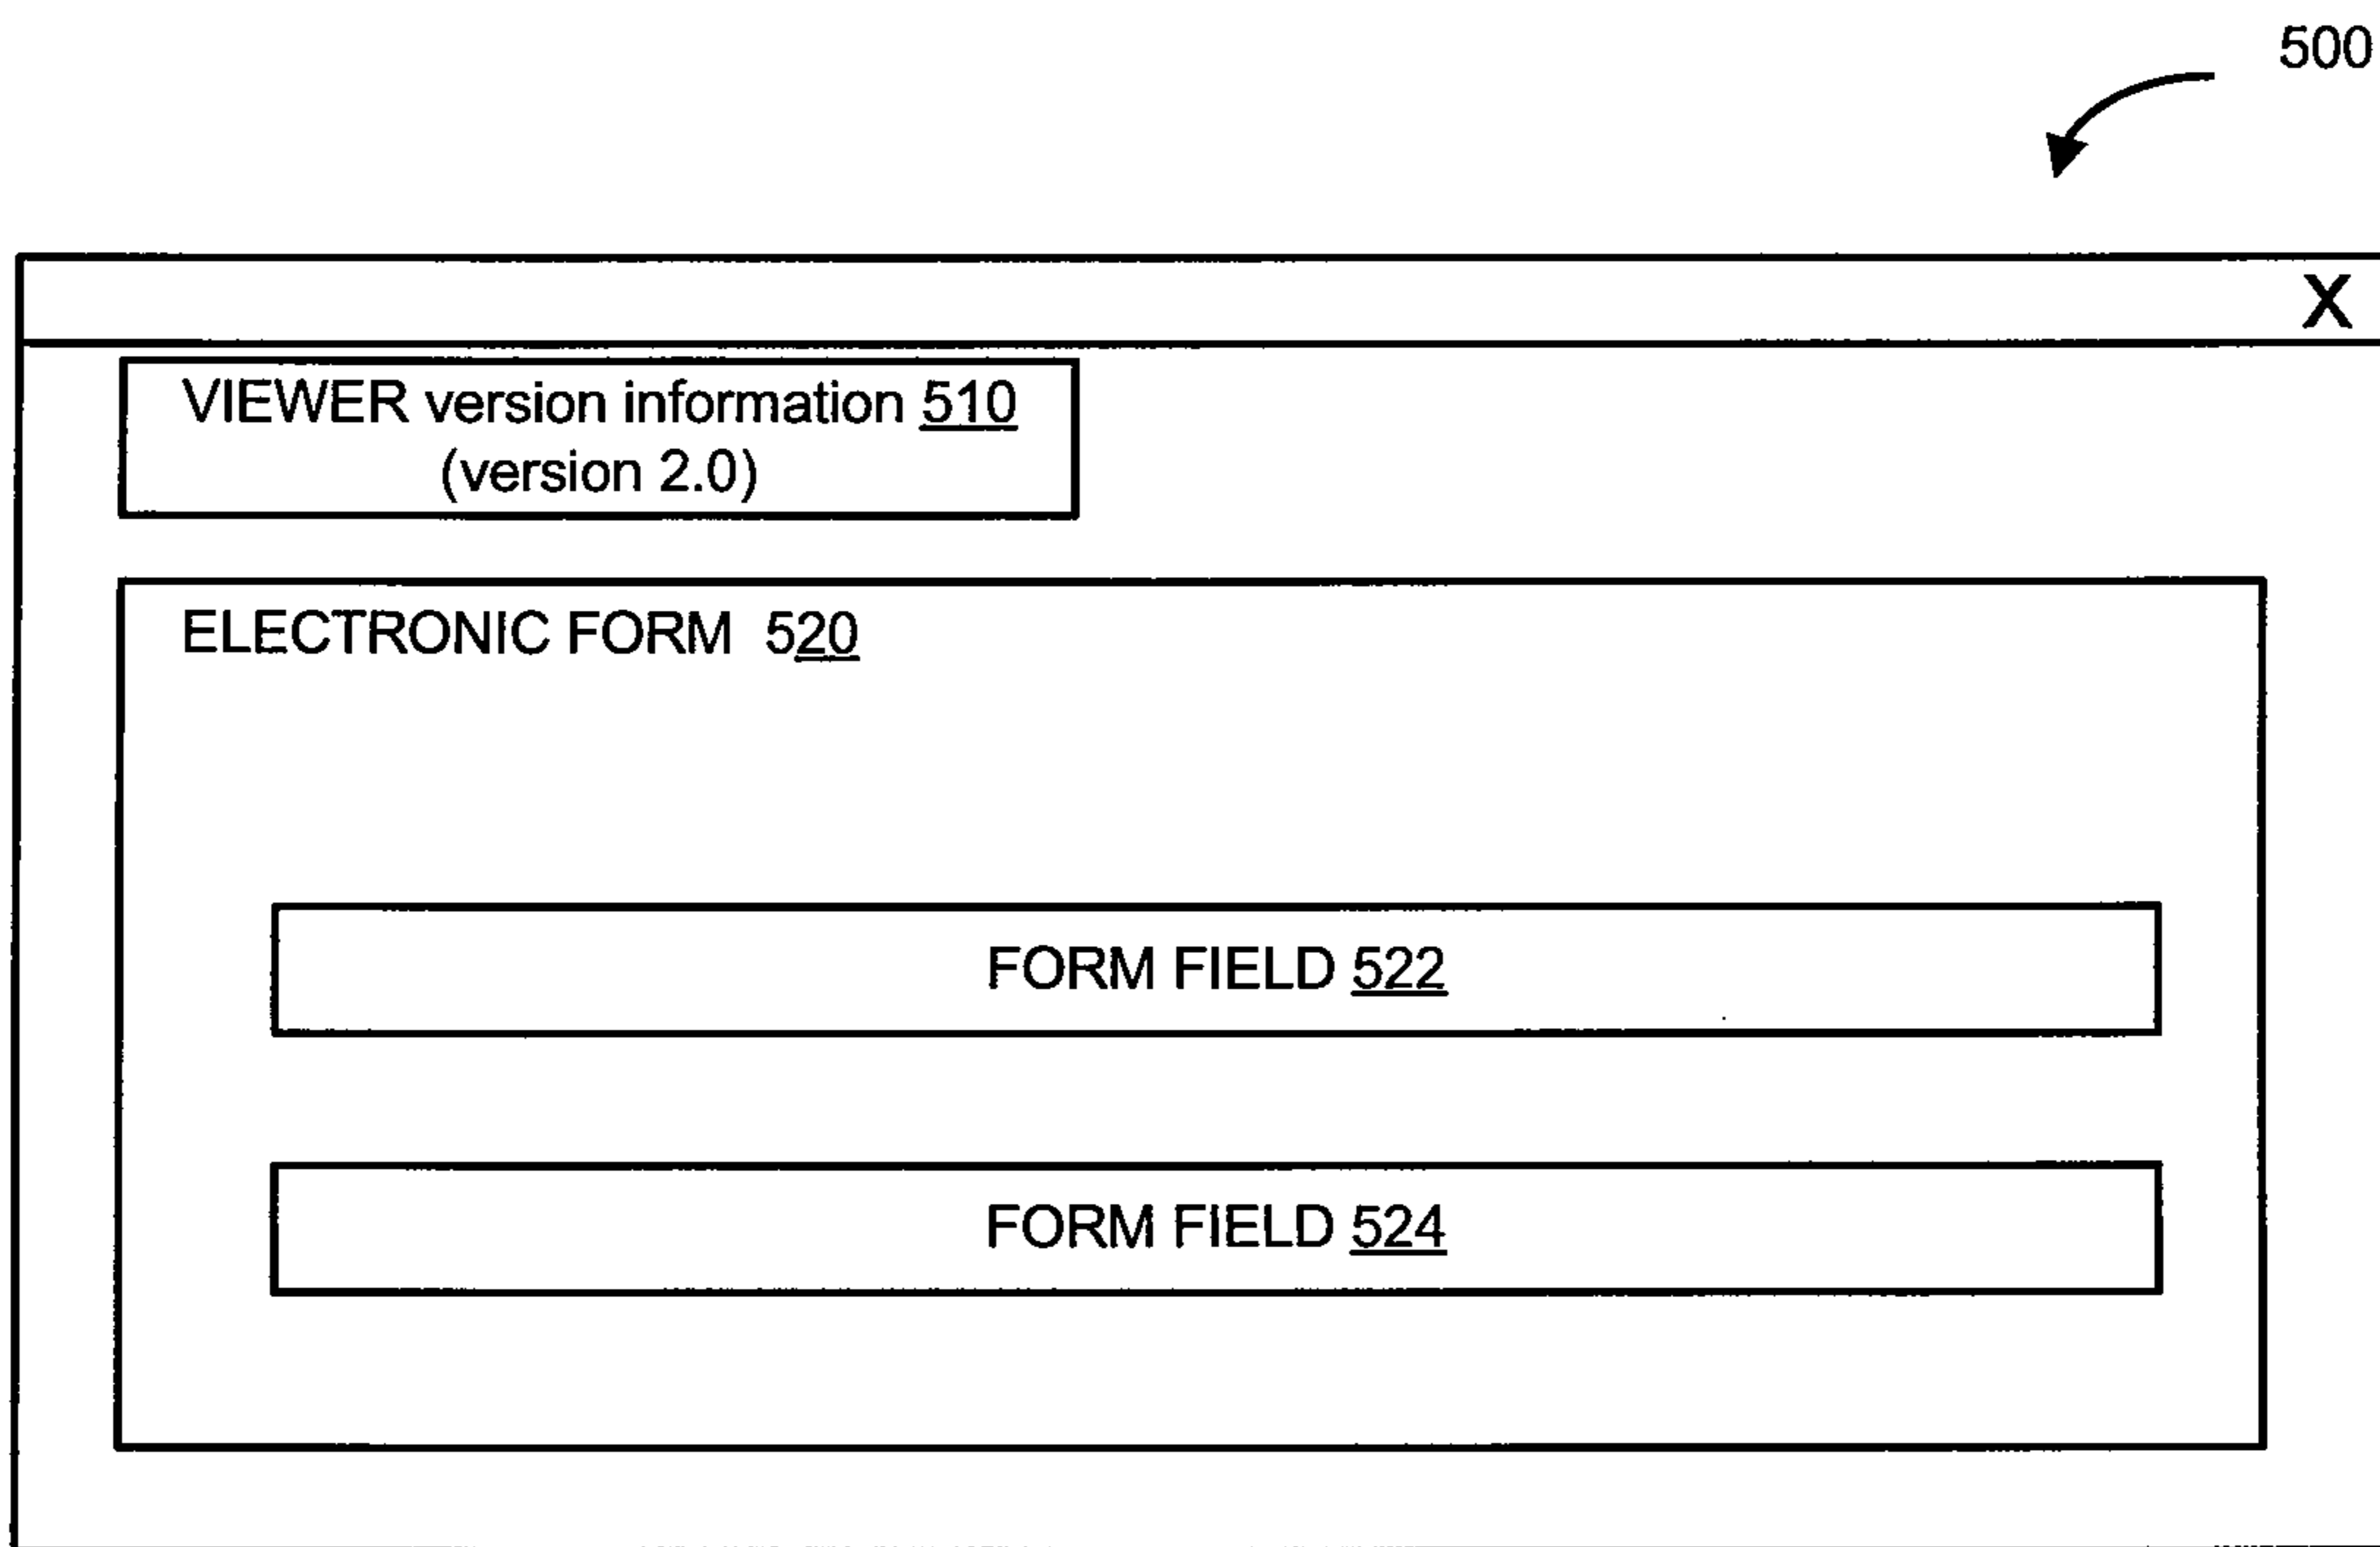 500
X
VIEWER version information 510
(version 2.0)
ELECTRONIC FORM 520
FORM FIELD 522
FORM FIELD 524